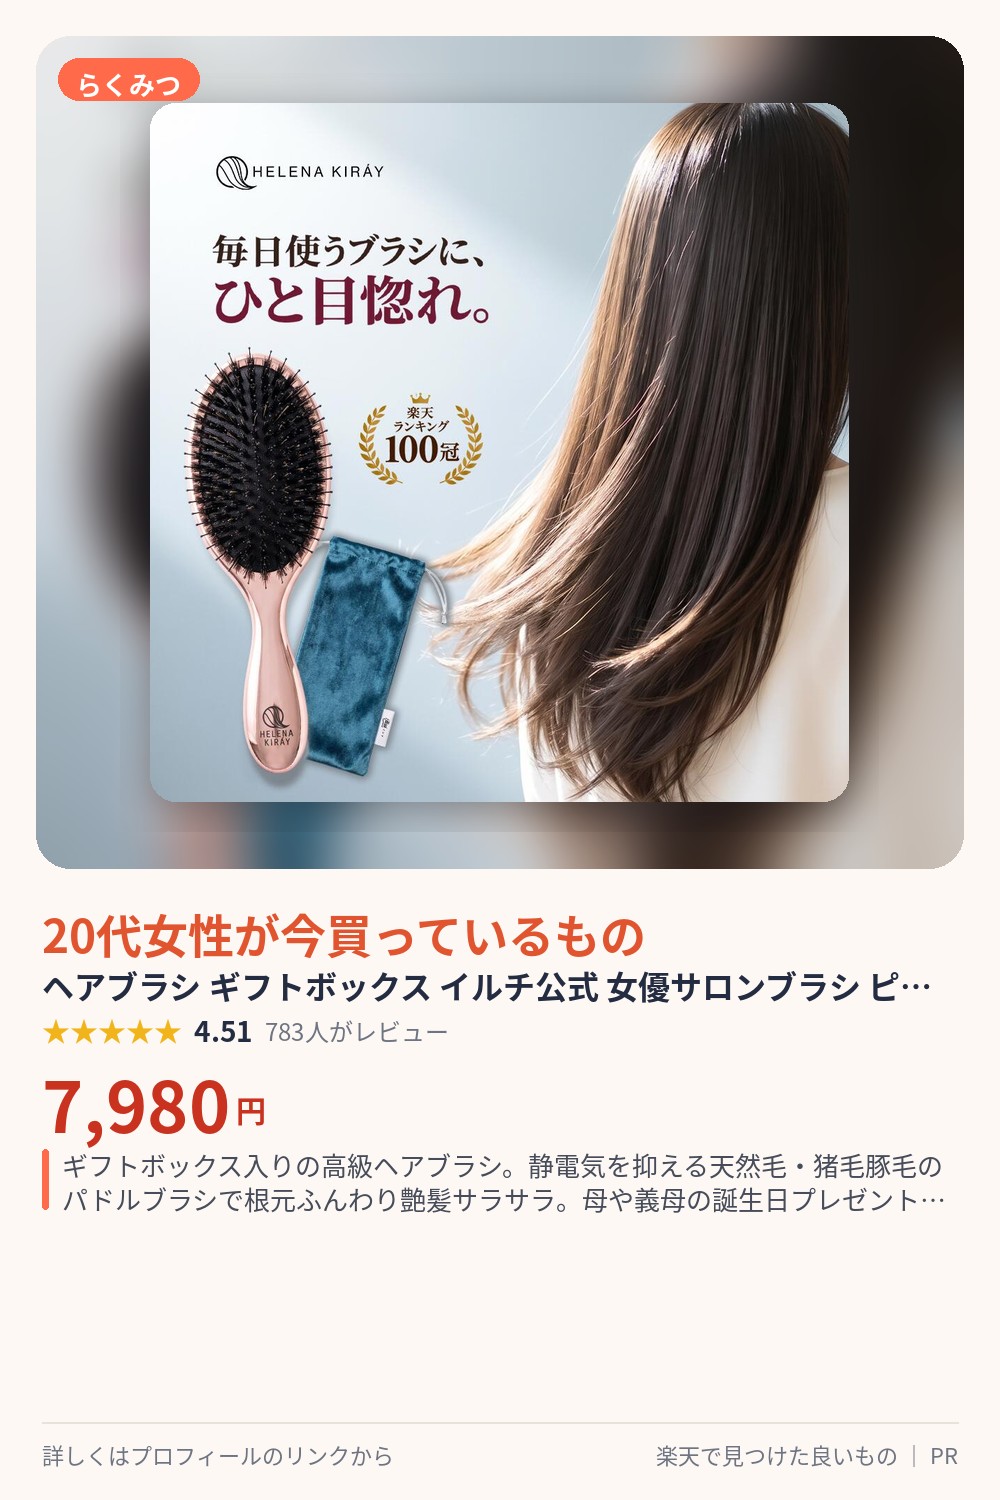 らくみつ
HELENA KIRÁY
毎日使うブラシに、
ひと目惚れ。
楽天
ランキング
100冠
HELENA
KIRÁY
20代女性が今買っているもの
ヘアブラシ ギフトボックス イルチ公式 女優サロンブラシ ピ…
★★★★★ 4.51 783人がレビュー
7,980円
ギフトボックス入りの高級ヘアブラシ。静電気を抑える天然毛・猪毛豚毛の
パドルブラシで根元ふんわり艶髪サラサラ。母や義母の誕生日プレゼント…
詳しくはプロフィールのリンクから
楽天で見つけた良いもの｜PR